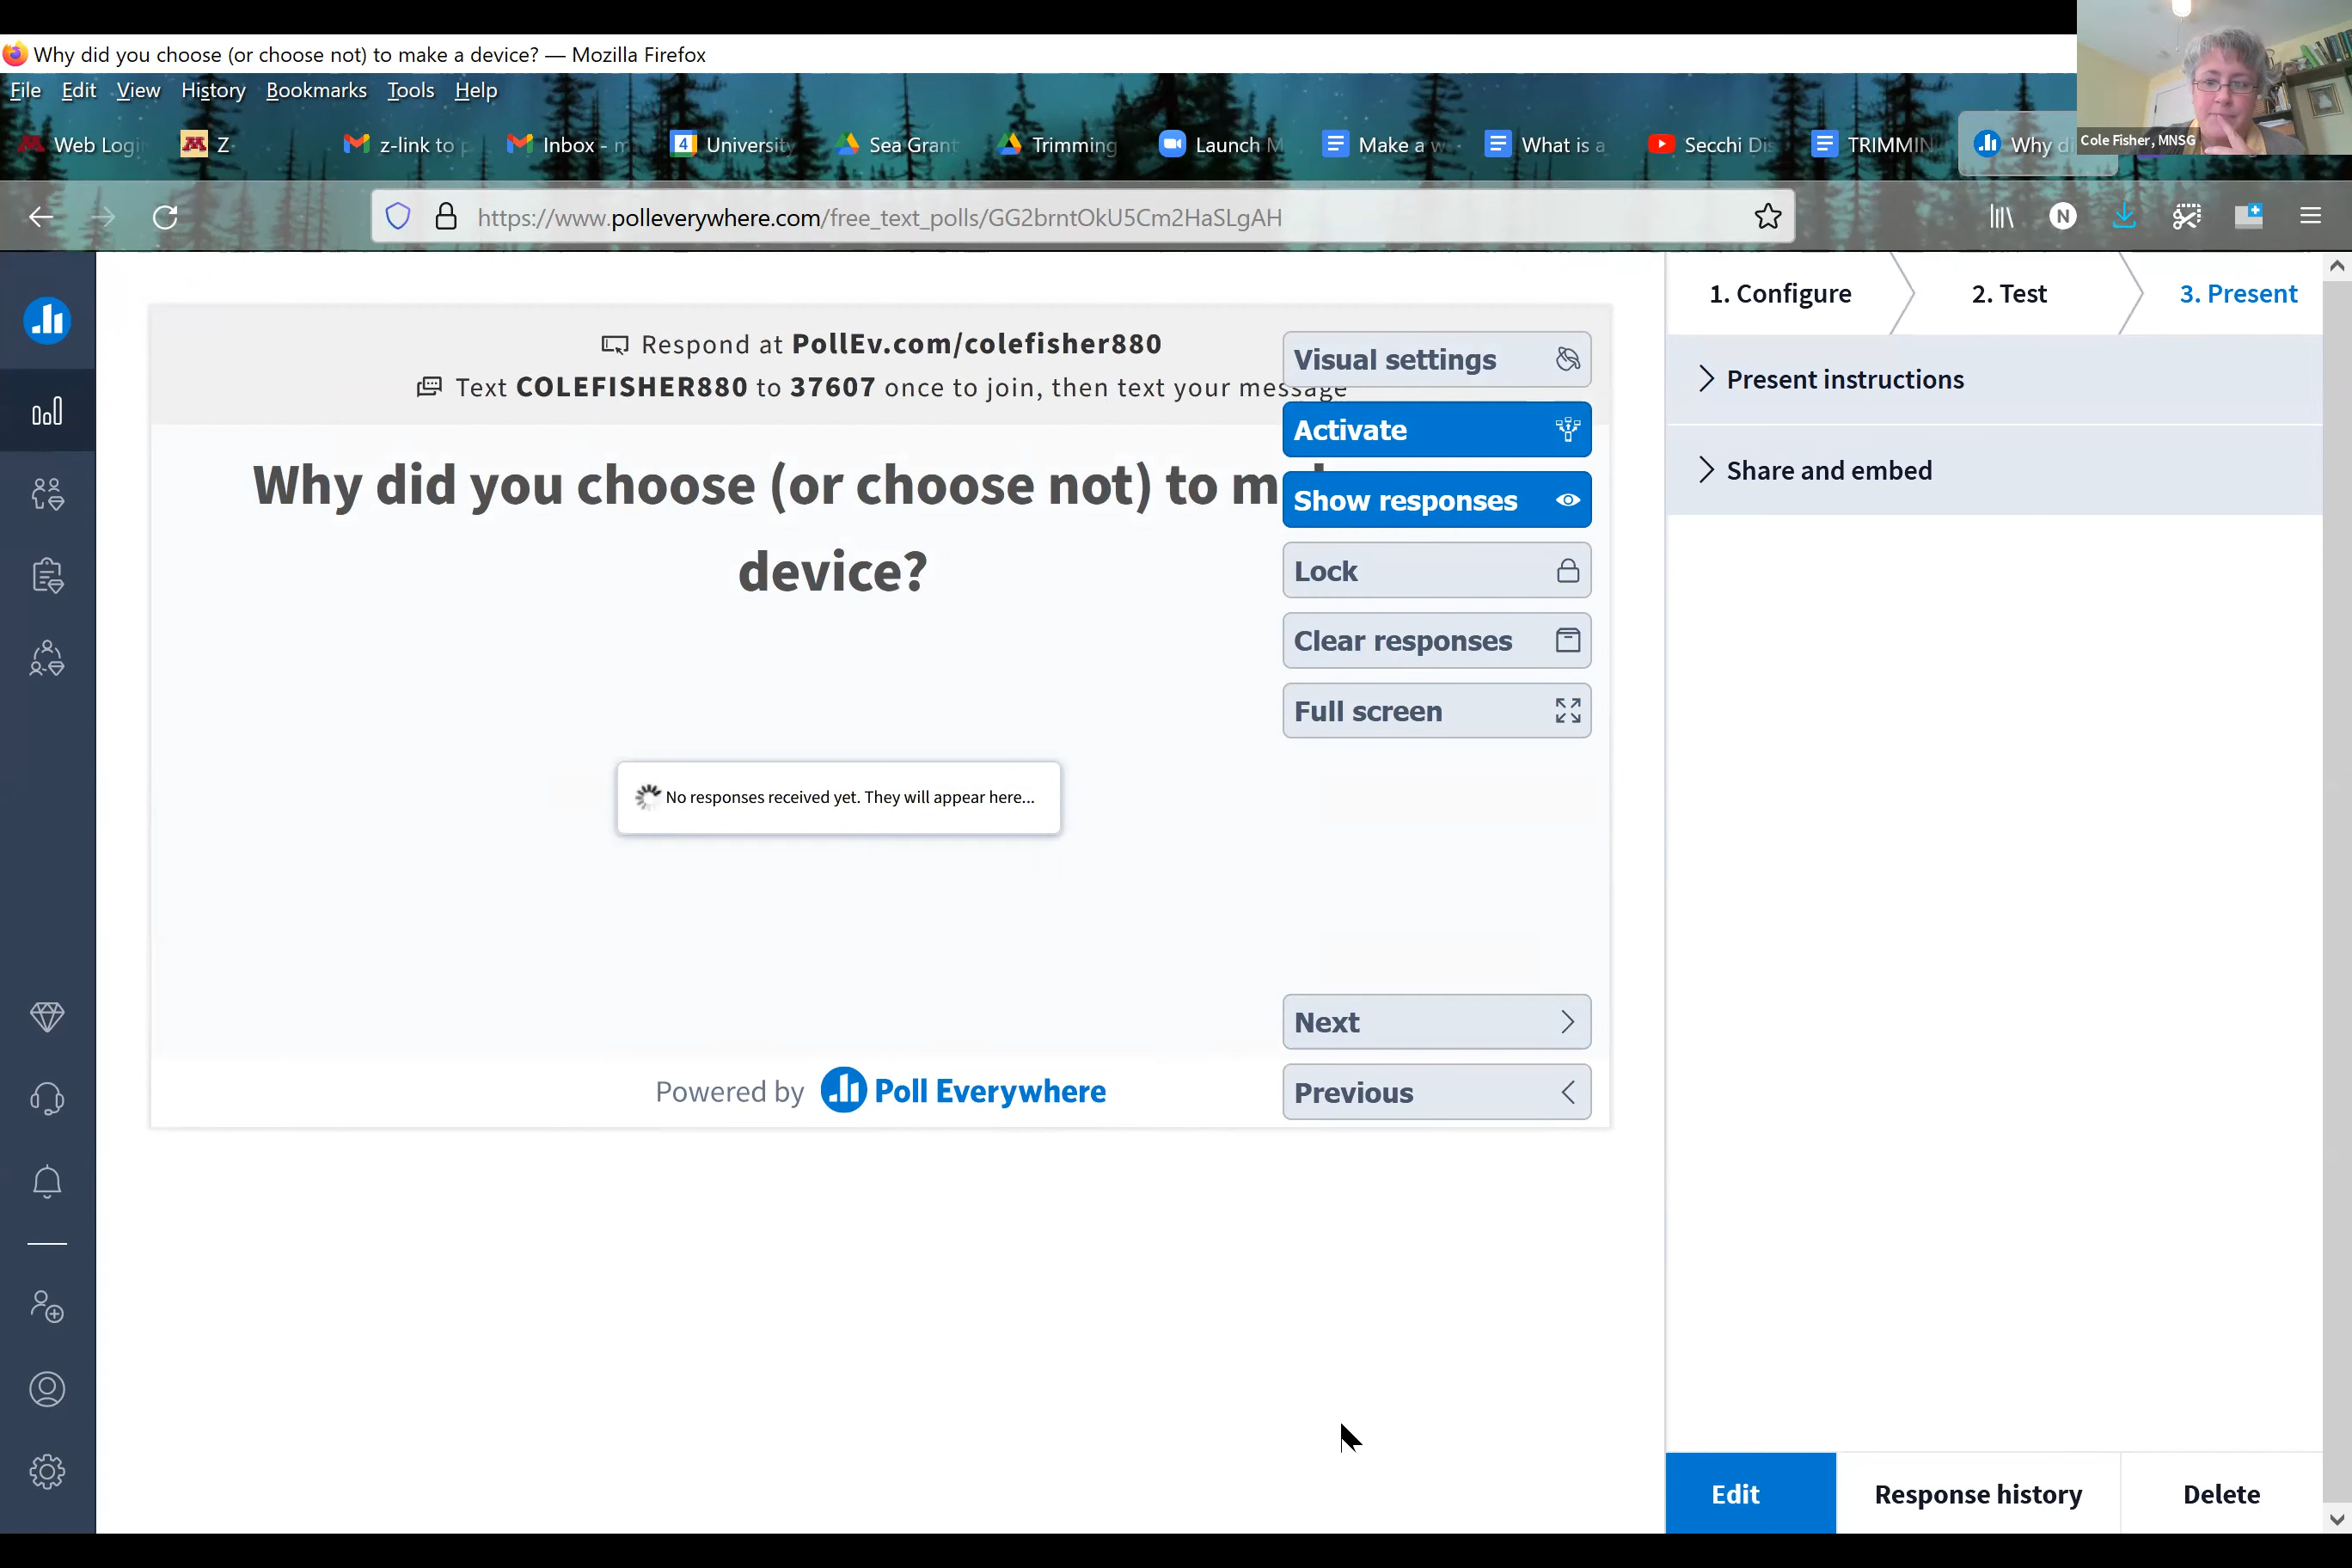 Why did you choose (or choose not) to make a device? — Mozilla Firefox
Cole Fisher, MNSG
File Edit View History Bookmarks Tools Help
Web Login Z z-link to Inbox - University Sea Grant Trimming Launch M Make a What is a Secchi Dis TRIMMIN Why d
https://www.polleverywhere.com/free_text_polls/GG2brntOkU5Cm2HaSLgAH
N
1. Configure 2. Test 3. Present
Respond at PollEv.com/colefisher880
Text COLEFISHER880 to 37607 once to join, then text your message
Why did you choose (or choose not) to m
device?
No responses received yet. They will appear here...
Powered by Poll Everywhere
Visual settings
Activate
Show responses
Lock
Clear responses
Full screen
Next
Previous
Present instructions
Share and embed
Edit Response history Delete